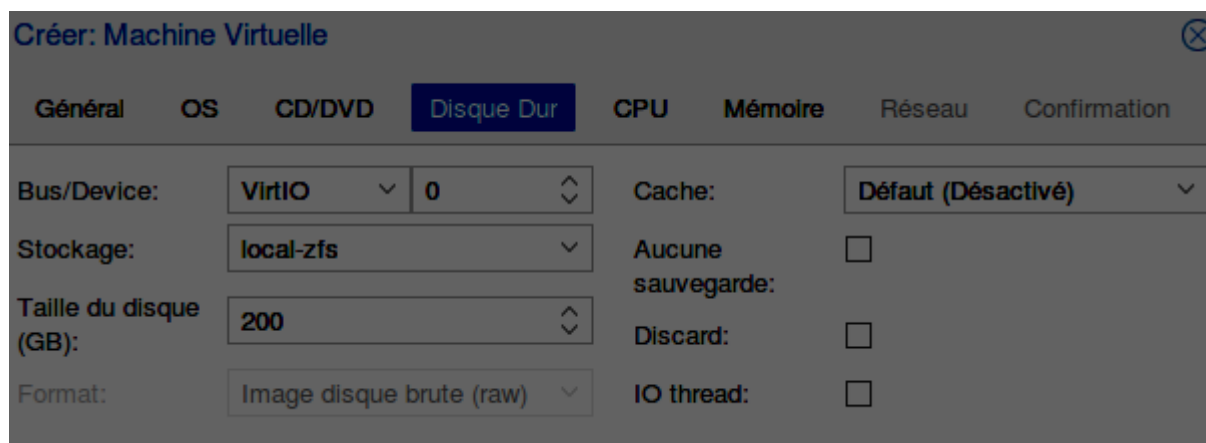 Créer: Machine Virtuelle
Général OS CD/DVD Disque Dur CPU Mémoire Réseau Confirmation
Bus/Device: VirtIO 0 Cache: Défaut (Désactivé)
Stockage: local-zfs Aucune
sauvegarde:
Taille du disque
(GB): 200 Discard:
Format: Image disque brute (raw) IO thread: